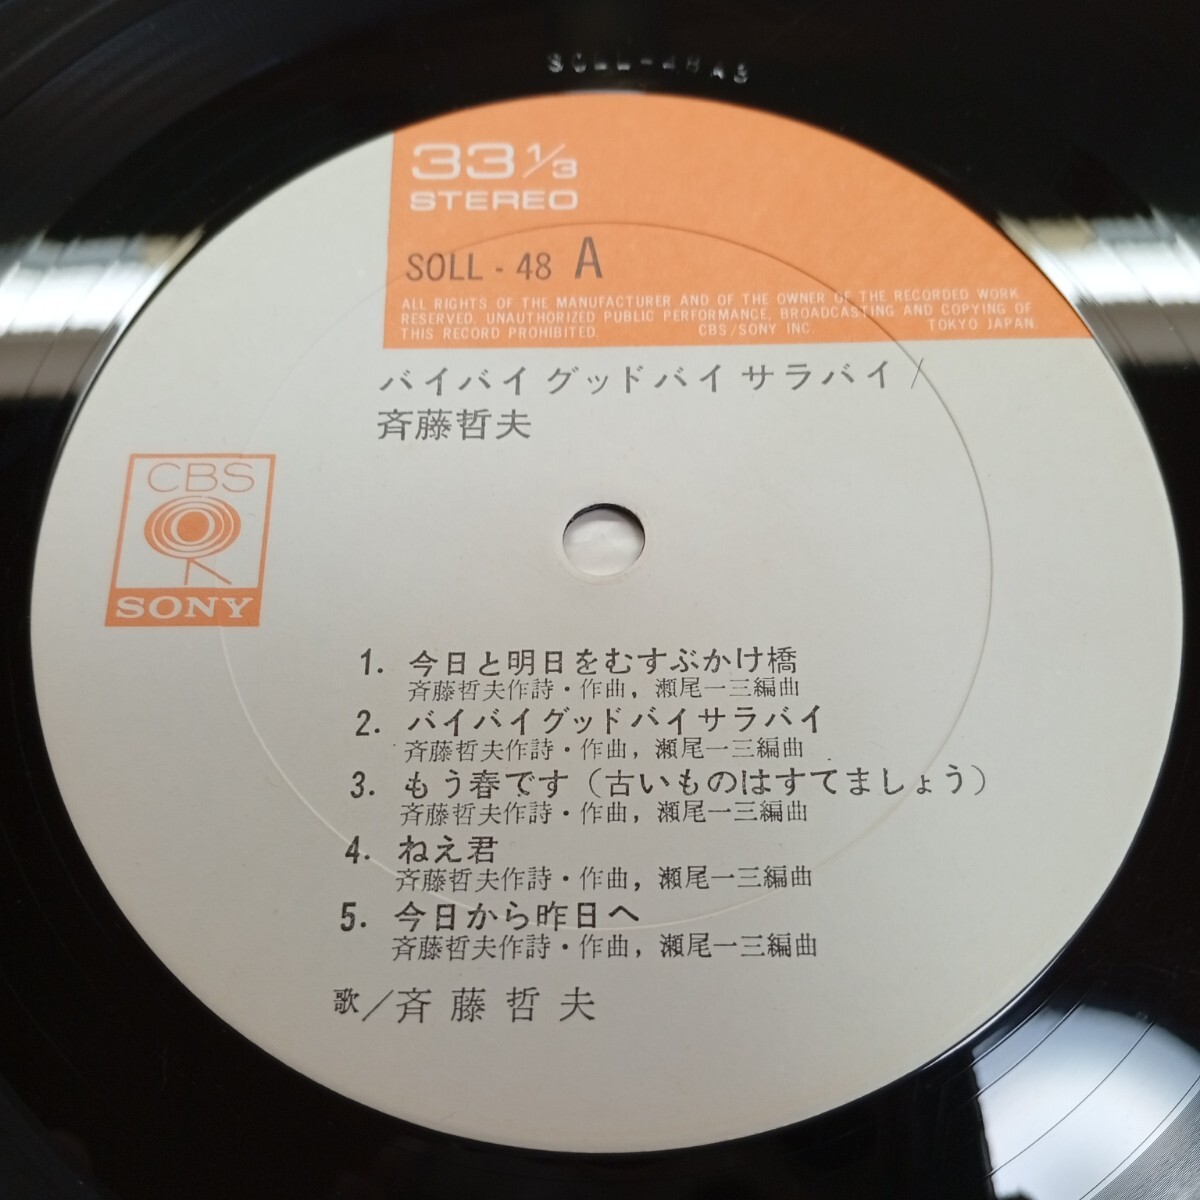 SOLL-48A3
33 1/3
STEREO
SOLL - 48 A
ALL RIGHTS OF THE MANUFACTURER AND OF THE OWNER OF THE RECORDED WORK
RESERVED. UNAUTHORIZED PUBLIC PERFORMANCE, BROADCASTING AND COPYING OF
THIS RECORD PROHIBITED. CBS/SONY INC. TOKYO JAPAN.
バイバイグッドバイサラバイ/
斉藤哲夫
CBS
SONY
1. 今日と明日をむすぶかけ橋
斉藤哲夫作詩・作曲, 瀬尾一三編曲
2. バイバイグッドバイサラバイ
斉藤哲夫作詩・作曲, 瀬尾一三編曲
3. もう春です (古いものはすてましょう)
斉藤哲夫作詩・作曲, 瀬尾一三編曲
4. ねえ君
斉藤哲夫作詩・作曲, 瀬尾一三編曲
5. 今日から昨日へ
斉藤哲夫作詩・作曲, 瀬尾一三編曲
歌/斉藤哲夫